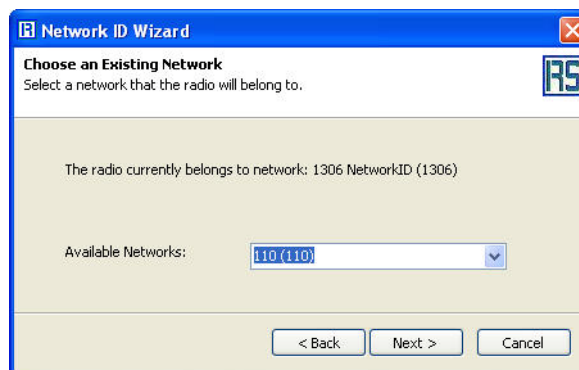 Network ID Wizard
Choose an Existing Network
Select a network that the radio will belong to.
RS
The radio currently belongs to network: 1306 NetworkID (1306)
Available Networks:
110 (110)
< Back
Next >
Cancel